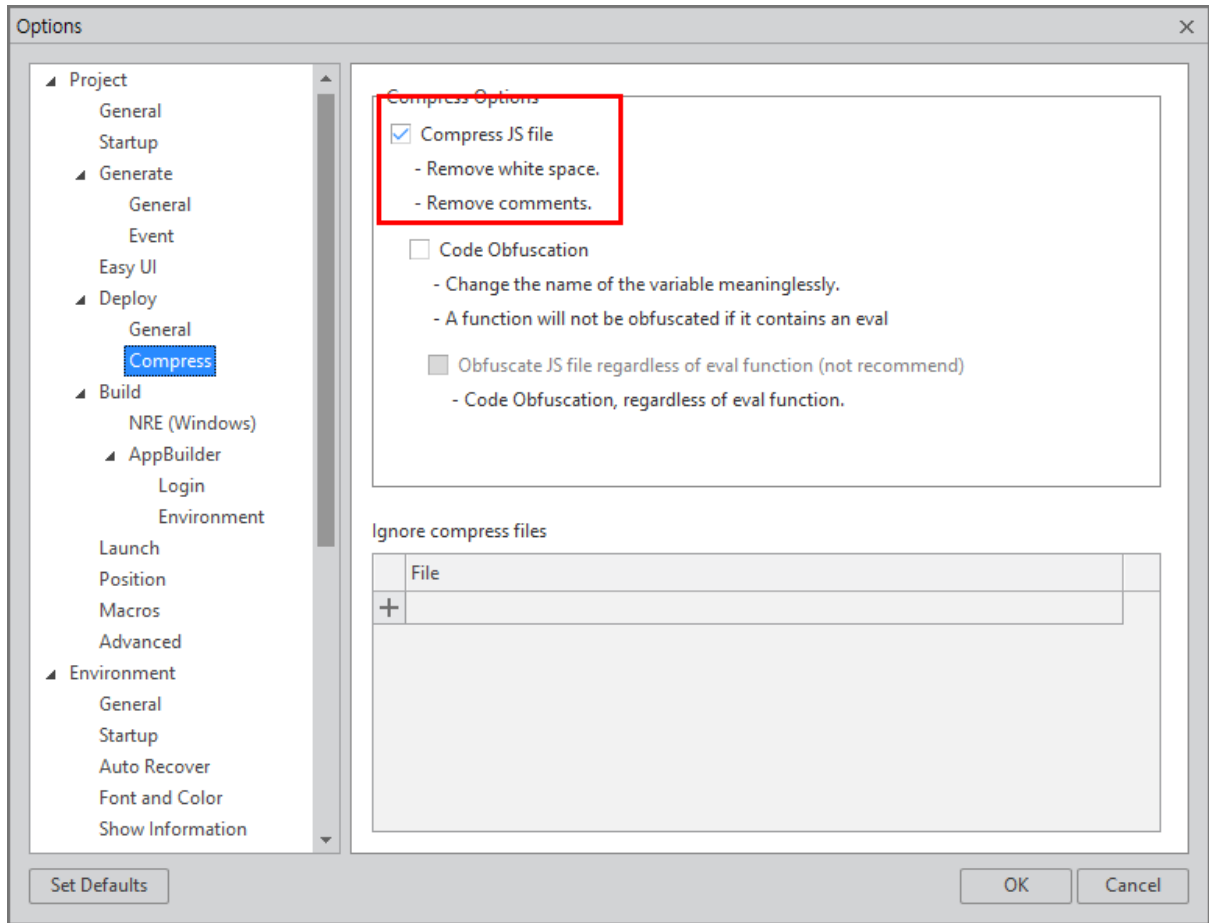 Options
Project
General
Startup
Generate
General
Event
Easy UI
Deploy
General
Compress
Build
NRE (Windows)
AppBuilder
Login
Environment
Launch
Position
Macros
Advanced
Environment
General
Startup
Auto Recover
Font and Color
Show Information
Compress Options
Compress JS file
- Remove white space.
- Remove comments.
Code Obfuscation
- Change the name of the variable meaninglessly.
- A function will not be obfuscated if it contains an eval
Obfuscate JS file regardless of eval function (not recommend)
- Code Obfuscation, regardless of eval function.
Ignore compress files
File
Set Defaults
OK
Cancel